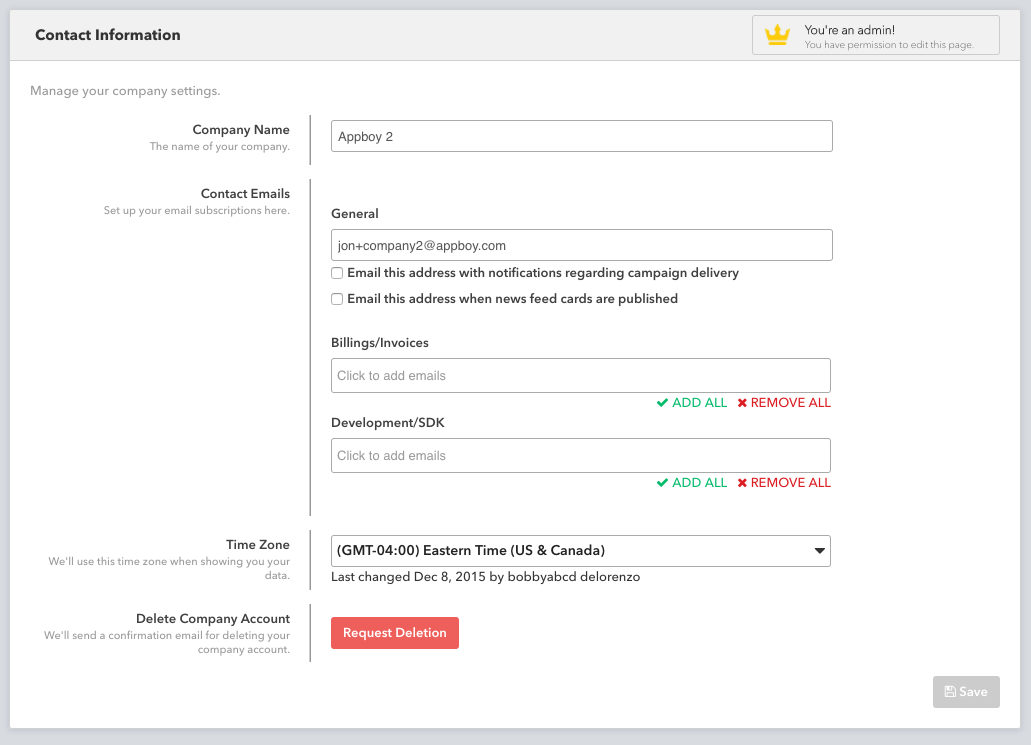 Contact Information
You're an admin!
You have permission to edit this page.
Manage your company settings.
Company Name
The name of your company.
Appboy 2
Contact Emails
Set up your email subscriptions here.
General
jon+company2@appboy.com
Email this address with notifications regarding campaign delivery
Email this address when news feed cards are published
Billings/Invoices
Click to add emails
ADD ALL REMOVE ALL
Development/SDK
Click to add emails
ADD ALL REMOVE ALL
Time Zone
We'll use this time zone when showing you your
data.
(GMT-04:00) Eastern Time (US & Canada)
Last changed Dec 8, 2015 by bobbyabcd delorenzo
Delete Company Account
We'll send a confirmation email for deleting your
company account.
Request Deletion
Save